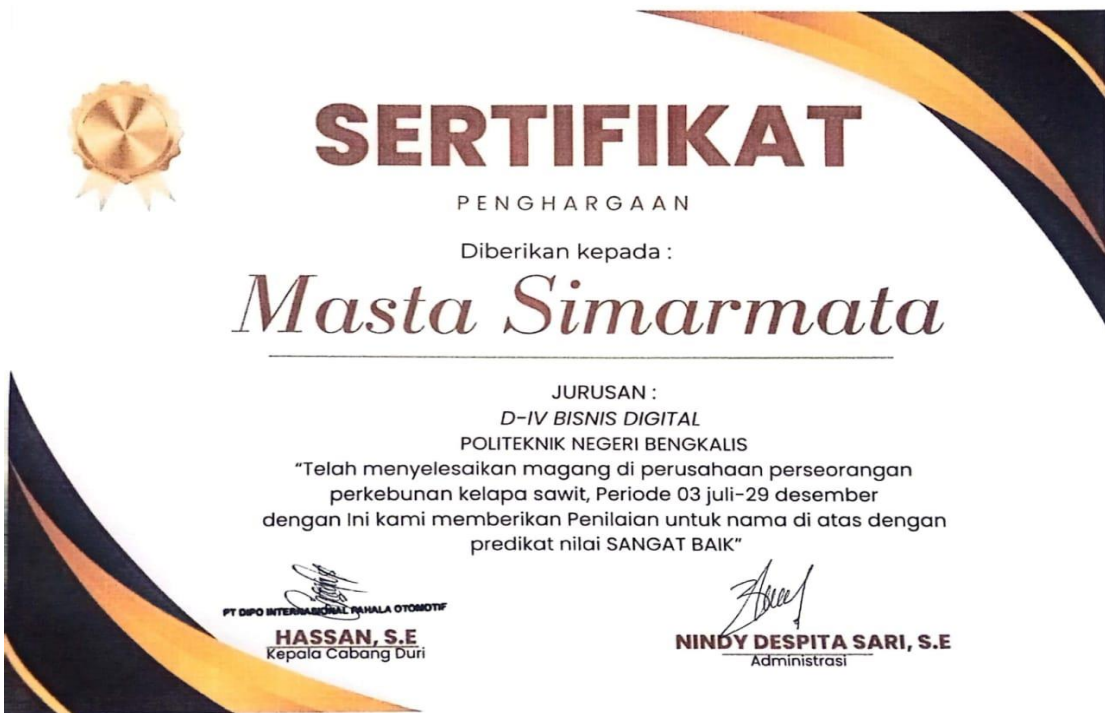 SERTIFIKAT
PENGHARGAAN
Diberikan kepada :
Masta Simarmata
JURUSAN :
D-IV BISNIS DIGITAL
POLITEKNIK NEGERI BENGKALIS
“Telah menyelesaikan magang di perusahaan perseorangan
perkebunan kelapa sawit, Periode 03 juli-29 desember
dengan Ini kami memberikan Penilaian untuk nama di atas dengan
predikat nilai SANGAT BAIK”
PT DIPO INTERNASIONAL PAHALA OTOMOTIF
HASSAN, S.E
Kepala Cabang Duri
NINDY DESPITA SARI, S.E
Administrasi